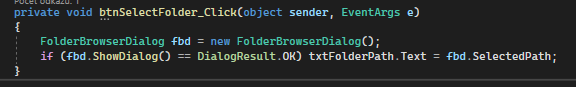 Počet odkazů: 1
private void btnSelectFolder_Click(object sender, EventArgs e)
{
FolderBrowserDialog fbd = new FolderBrowserDialog();
if (fbd.ShowDialog() == DialogResult.OK) txtFolderPath.Text = fbd.SelectedPath;
}